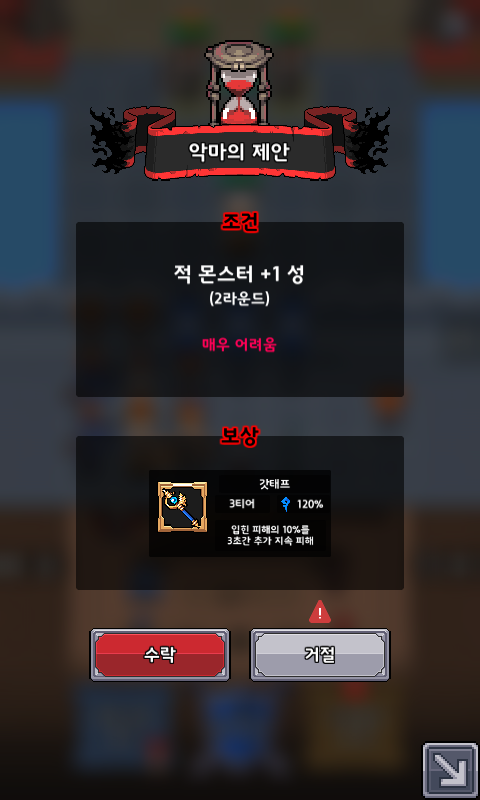 악마의 제안
조건
적 몬스터 +1 성
(2라운드)
매우 어려움
보상
갓태프
3티어
120%
입힌 피해의 10%를
3초간 추가 지속 피해
!
수락
거절